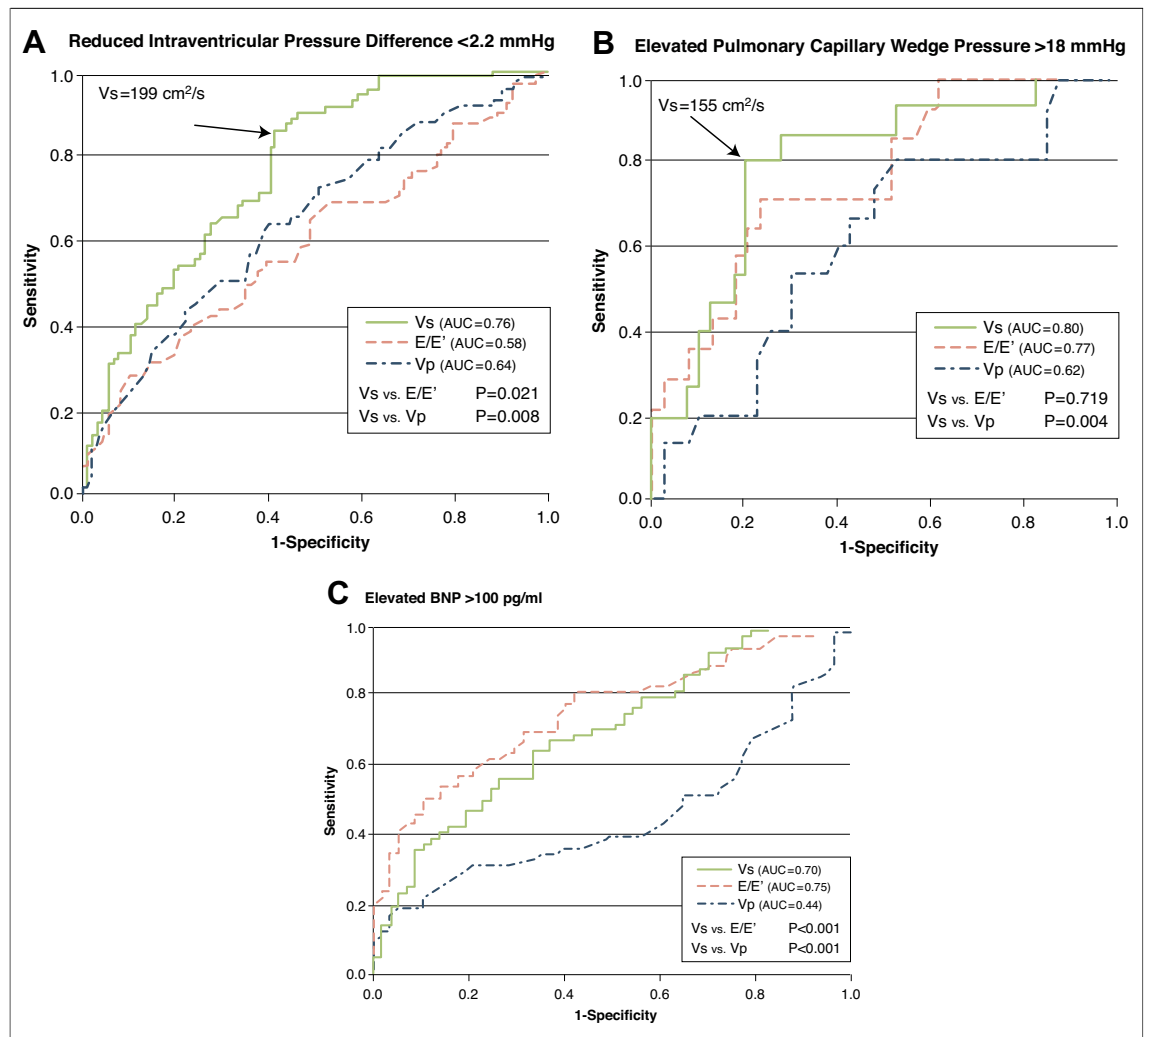 A Reduced Intraventricular Pressure Difference <2.2 mmHg
Vs=199 cm²/s
1.0
0.8
0.6
0.4
0.2
0.0
Sensitivity
Vs (AUC=0.76)
E/E’ (AUC=0.58)
Vp (AUC=0.64)
Vs vs. E/E’ P=0.021
Vs vs. Vp P=0.008
0.0 0.2 0.4 0.6 0.8 1.0
1-Specificity
B Elevated Pulmonary Capillary Wedge Pressure >18 mmHg
Vs=155 cm²/s
1.0
0.8
0.6
0.4
0.2
0.0
Sensitivity
Vs (AUC=0.80)
E/E’ (AUC=0.77)
Vp (AUC=0.62)
Vs vs. E/E’ P=0.719
Vs vs. Vp P=0.004
0.0 0.2 0.4 0.6 0.8 1.0
1-Specificity
C Elevated BNP >100 pg/ml
1.0
0.8
0.6
0.4
0.2
0.0
Sensitivity
Vs (AUC=0.70)
E/E’ (AUC=0.75)
Vp (AUC=0.44)
Vs vs. E/E’ P<0.001
Vs vs. Vp P<0.001
0.0 0.2 0.4 0.6 0.8 1.0
1-Specificity